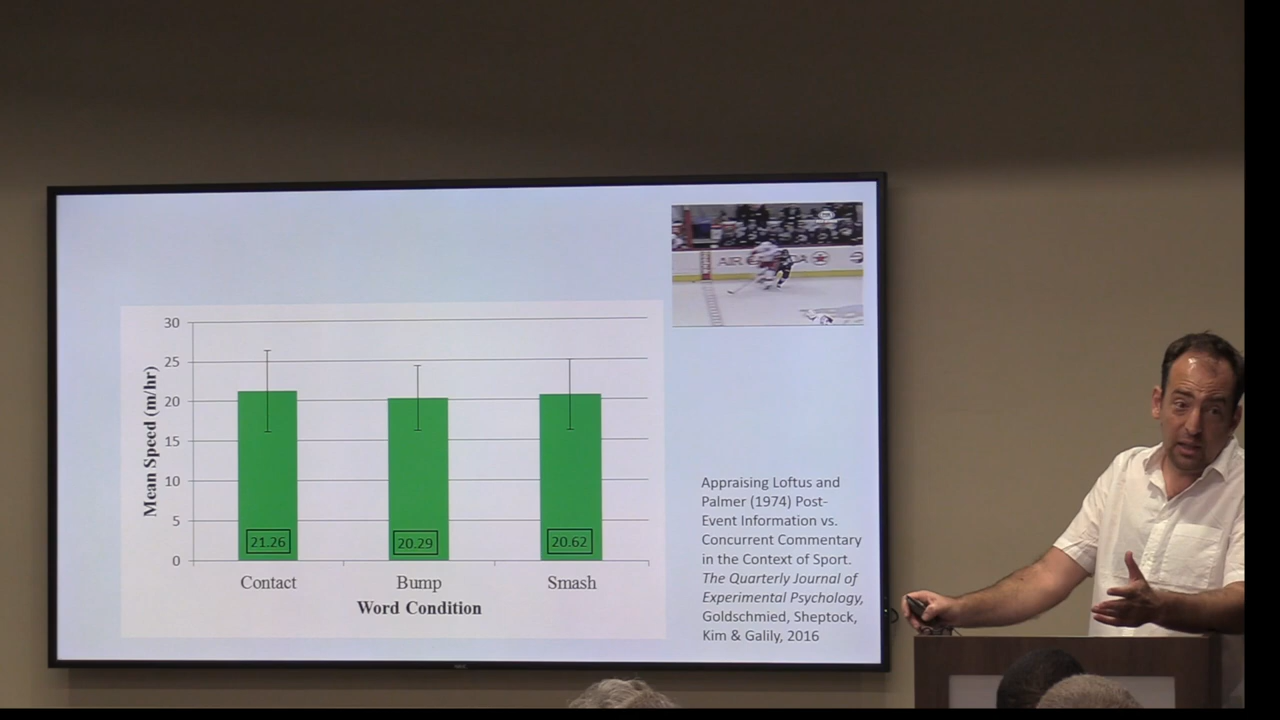 AIR
30
25
20
15
10
5
0
Mean Speed (m/hr)
21.26
20.29
20.62
Contact
Bump
Smash
Word Condition
Appraising Loftus and
Palmer (1974) Post-
Event Information vs.
Concurrent Commentary
in the Context of Sport.
The Quarterly Journal of
Experimental Psychology,
Goldschmied, Sheptock,
Kim & Galily, 2016